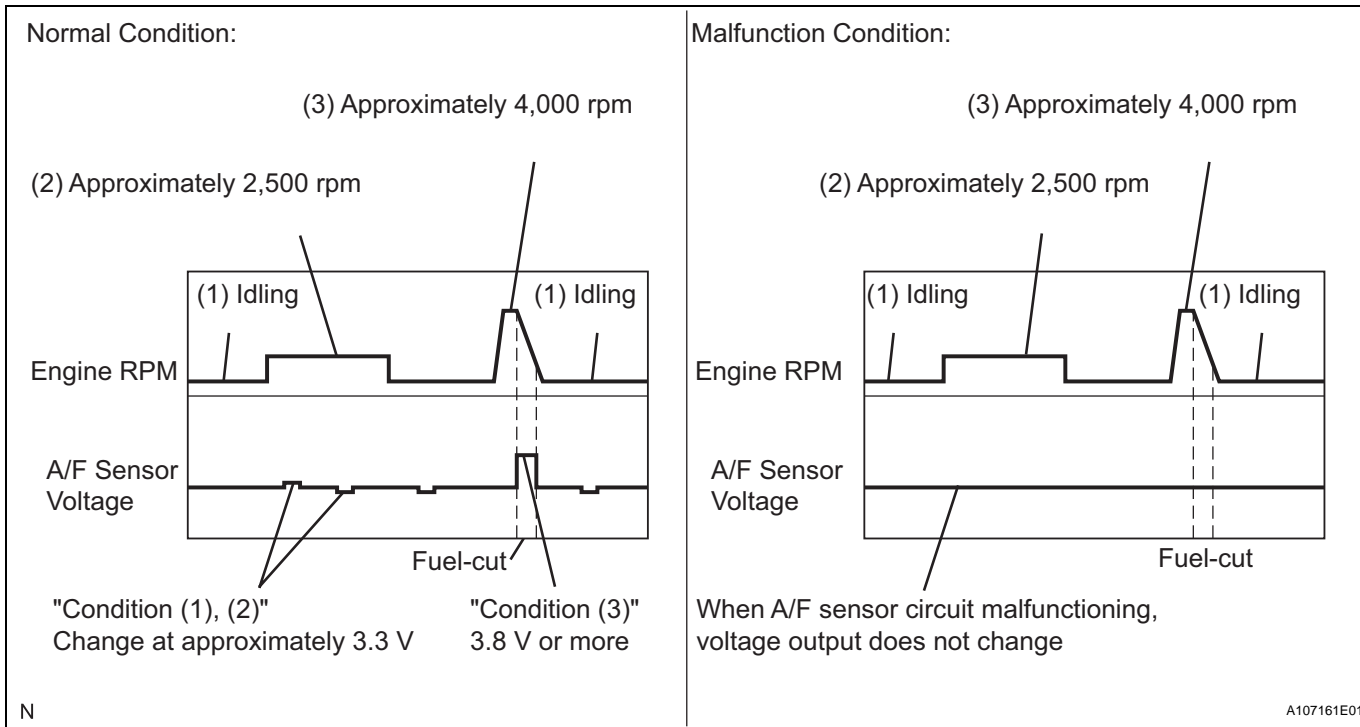 Normal Condition:
(3) Approximately 4,000 rpm
(2) Approximately 2,500 rpm
(1) Idling
(1) Idling
Engine RPM
A/F Sensor
Voltage
Fuel-cut
"Condition (1), (2)"
Change at approximately 3.3 V
"Condition (3)"
3.8 V or more
N
Malfunction Condition:
(3) Approximately 4,000 rpm
(2) Approximately 2,500 rpm
(1) Idling
(1) Idling
Engine RPM
A/F Sensor
Voltage
Fuel-cut
When A/F sensor circuit malfunctioning,
voltage output does not change
A107161E01